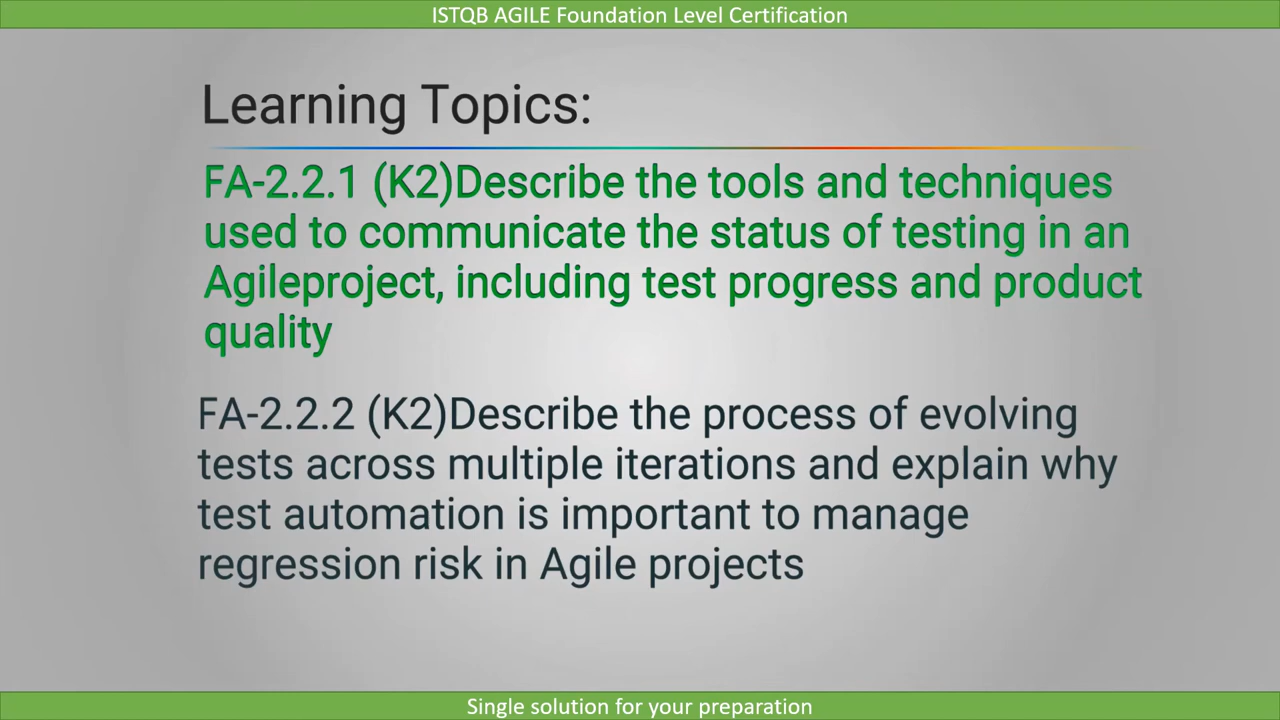 ISTQB AGILE Foundation Level Certification
Learning Topics:
FA-2.2.1 (K2)Describe the tools and techniques
used to communicate the status of testing in an
Agileproject, including test progress and product
quality
FA-2.2.2 (K2)Describe the process of evolving
tests across multiple iterations and explain why
test automation is important to manage
regression risk in Agile projects
Single solution for your preparation